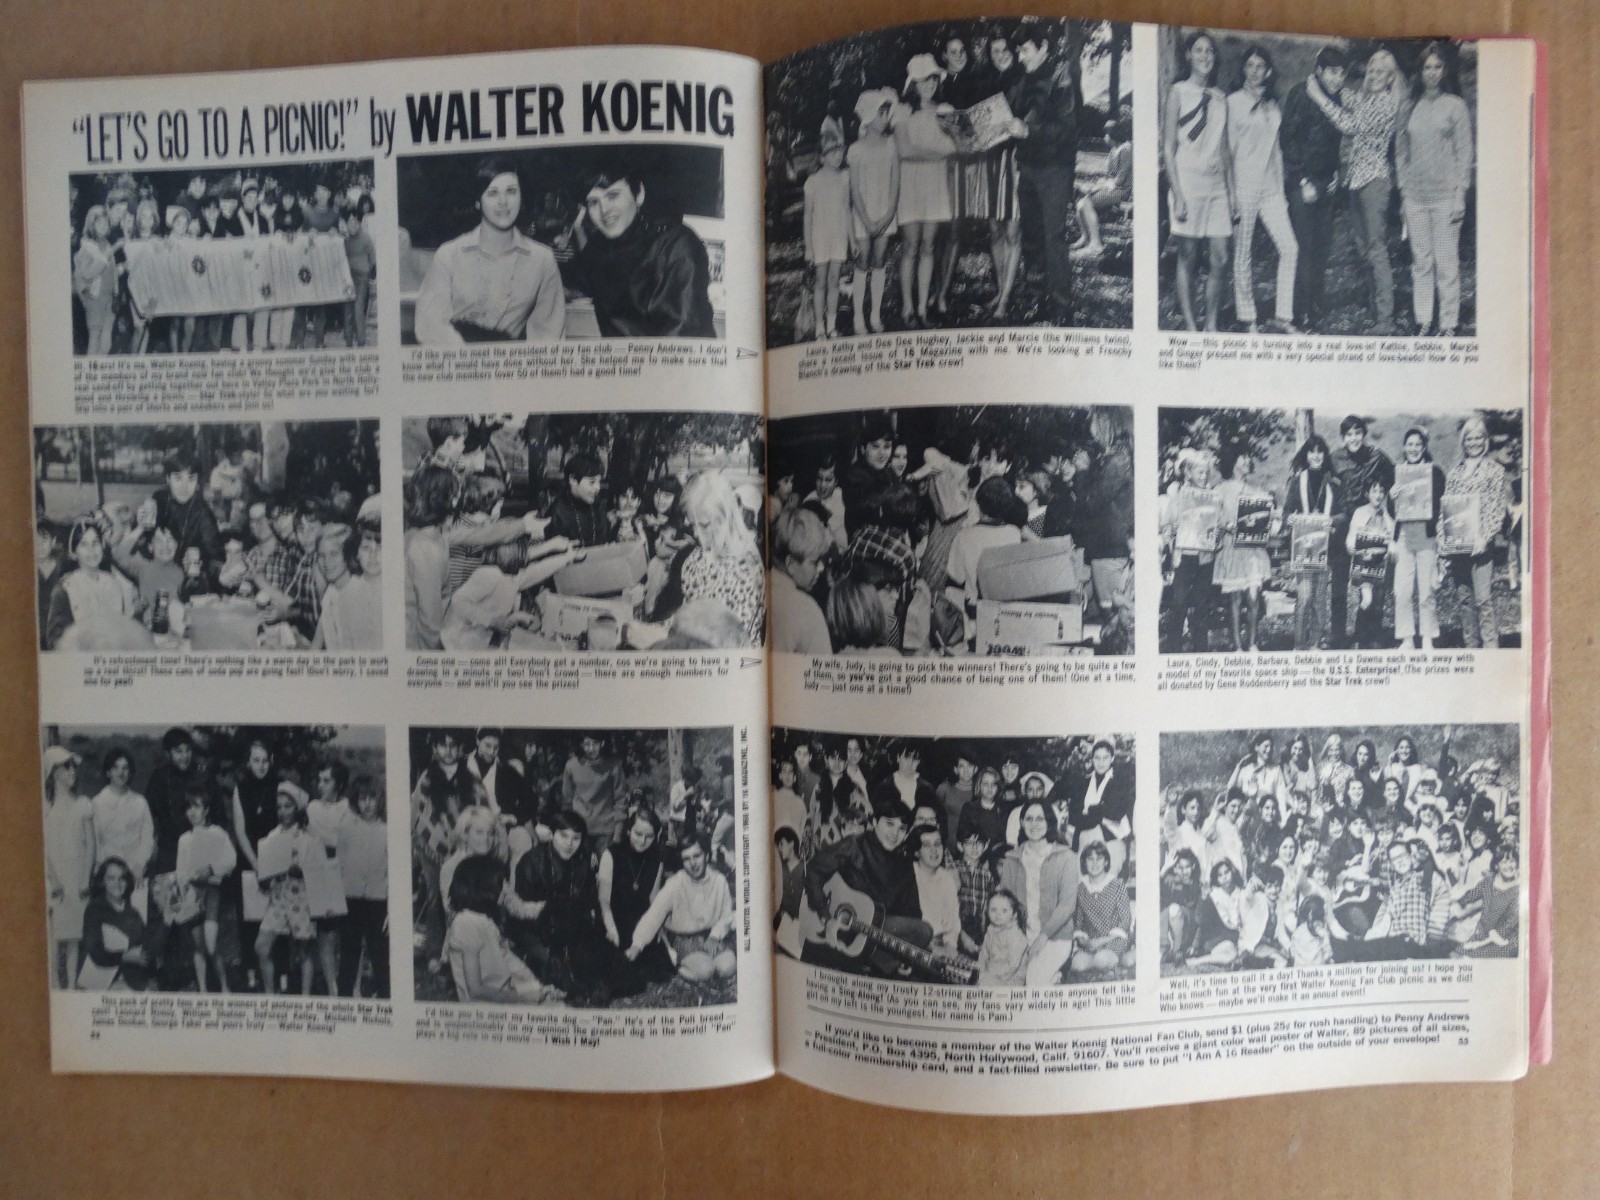 "LET'S GO TO A PICNIC!" by WALTER KOENIG
Hi, 16-ers! It's me, Walter Koenig, having a groovy summer Sunday with some
of the members of my brand new fan club! We thought we'd give the club a
real send-off by getting together out here in Valley Plaza Park in North Holly-
wood and throwing a picnic — Star Trek-style! So what are you waiting for?
Slip into a pair of shorts and sneakers and join us!
I'd like you to meet the president of my fan club — Penny Andrews. I don't
know what I would have done without her. She helped me to make sure that
the new club members (over 50 of them!) had a good time!
It's refreshment time! There's nothing like a warm day in the park to work
up a real thirst! These cans of soda pop are going fast! (Don't worry, I saved
one for you!)
Come one — come all! Everybody get a number, cos we're going to have a
drawing in a minute or two! Don't crowd — there are enough numbers for
everyone — and wait'll you see the prizes!
This pack of pretty fans are the winners of pictures of the whole Star Trek
cast! Leonard Nimoy, William Shatner, DeForest Kelley, Michelle Nichols,
James Doohan, George Takei and yours truly — Walter Koenig!
I'd like you to meet my favorite dog — "Pan." He's of the Puli breed —
and is unquestionably (in my opinion) the greatest dog in the world! "Pan"
plays a big role in my movie — I Wish I May!
ALL PHOTOS WORLD COPYRIGHT 1968 BY 16 MAGAZINE, INC.
Laura, Kathy and Dee Dee Hughey, Jackie and Marcie (the Williams twins),
share a recent issue of 16 Magazine with me. We're looking at Frenchy
Blanch's drawing of the Star Trek crew!
Wow — this picnic is turning into a real love-in! Kathie, Debbie, Margie
and Ginger present me with a very special strand of love-beads! How do you
like them?
My wife, Judy, is going to pick the winners! There's going to be quite a few
of them, so you've got a good chance of being one of them! (One at a time,
Judy — just one at a time!)
Laura, Cindy, Debbie, Barbara, Debbie and La Dawna each walk away with
a model of my favorite space ship — the U.S.S. Enterprise! (The prizes were
all donated by Gene Roddenberry and the Star Trek crew!)
I brought along my trusty 12-string guitar — just in case anyone felt like
having a Sing-Along! (As you can see, my fans vary widely in age! This little
girl on my left is the youngest. Her name is Pam.)
Well, it's time to call it a day! Thanks a million for joining us! I hope you
had as much fun at the very first Walter Koenig Fan Club picnic as we did!
Who knows — maybe we'll make it an annual event!
If you'd like to become a member of the Walter Koenig National Fan Club, send $1 (plus 25¢ for rush handling) to Penny Andrews
— President, P.O. Box 4395, North Hollywood, Calif. 91607. You'll receive a giant color wall poster of Walter, 89 pictures of all sizes,
a full-color membership card, and a fact-filled newsletter. Be sure to put "I Am A 16 Reader" on the outside of your envelope!
33